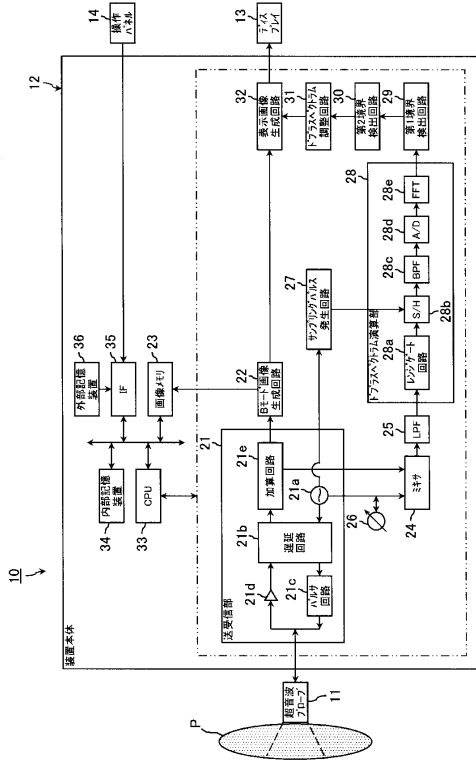 10
装置本体
12
14
操作
パネル
36
外部記憶
装置
35
IF
23
画像メモリ
内部記憶
装置
34
CPU
33
13
ディス
プレイ
32
表示画像
生成回路
31
ドプラスペクトラム
調整回路
30
第2境界
検出回路
29
第1境界
検出回路
22
Bモード画像
生成回路
27
サンプリングパルス
発生回路
28
ドプラスペクトラム演算部
28e
FFT
28d
A/D
28c
BPF
28b
S/H
28a
レンジゲート
回路
25
LPF
24
ミキサ
26
21
送受信部
21e
加算回路
21a
21b
遅延
回路
21d
21c
パルサ
回路
P
超音波
プローブ
11